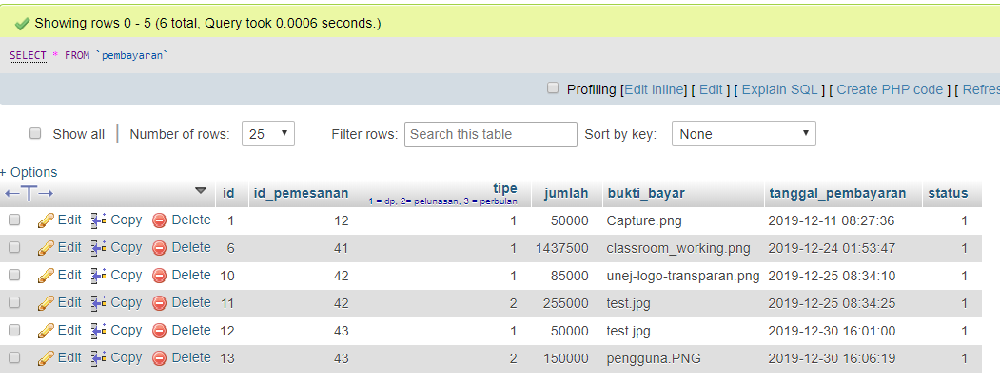 Showing rows 0 - 5 (6 total, Query took 0.0006 seconds.)
SELECT * FROM `pembayaran`
Profiling [Edit inline] [ Edit ] [ Explain SQL ] [ Create PHP code ] [ Refres
Show all | Number of rows: 25 Filter rows: Search this table Sort by key: None
+ Options
←T→ id id_pemesanan tipe jumlah bukti_bayar tanggal_pembayaran status
1 = dp, 2= pelunasan, 3 = perbulan
Edit Copy Delete 1 12 1 50000 Capture.png 2019-12-11 08:27:36 1
Edit Copy Delete 6 41 1 1437500 classroom_working.png 2019-12-24 01:53:47 1
Edit Copy Delete 10 42 1 85000 unej-logo-transparan.png 2019-12-25 08:34:10 1
Edit Copy Delete 11 42 2 255000 test.jpg 2019-12-25 08:34:25 1
Edit Copy Delete 12 43 1 50000 test.jpg 2019-12-30 16:01:00 1
Edit Copy Delete 13 43 2 150000 pengguna.PNG 2019-12-30 16:06:19 1